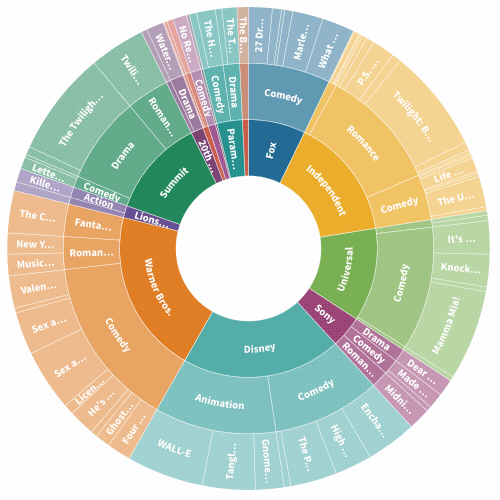 27 Dr...
Marle...
What ...
P.S. ...
Twilight: B...
Life ...
The U...
It's ...
Knock...
Mamma Mia!
Dear ...
Made ...
Midni...
Encha...
High ...
The P...
Gnome...
Tangl...
WALL-E
Four ...
Ghost...
He's ...
Licen...
Sex a...
Sex a...
Valen...
Music...
New Y...
The C...
Kille...
Lette...
The Twiligh...
Twili...
Water...
No Re...
The H...
The T...
The B...
Comedy
Romance
Comedy
Comedy
Drama
Comedy
Roman...
Comedy
Animation
Comedy
Roman...
Fanta...
Action
Comedy
Drama
Roman...
Drama
Comedy
Comedy
Drama
Fox
Independent
Universal
Sony
Disney
Warner Bros.
Lions...
Summit
20th ...
Param...